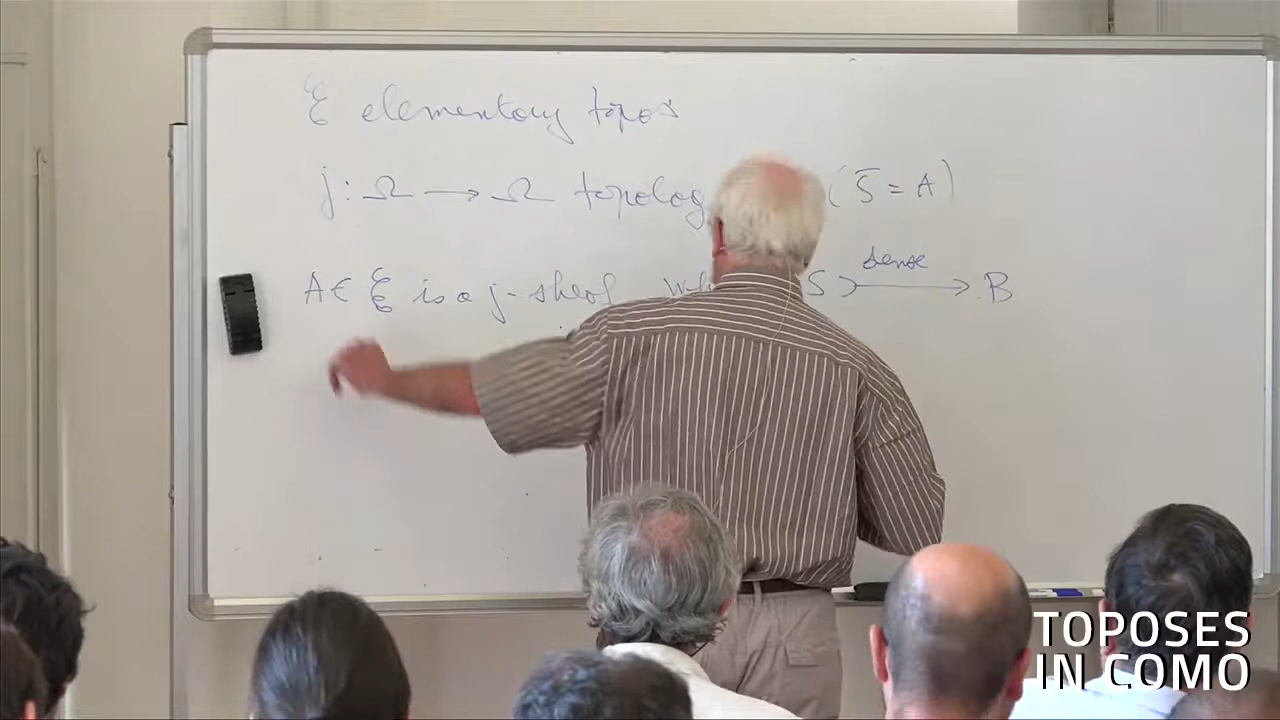 ℰ elementary topos
j: Ω → Ω topolog ( S̅ = A )
A ∈ ℰ is a j-sheaf S ↣ B
dense
TOPOSES
IN COMO